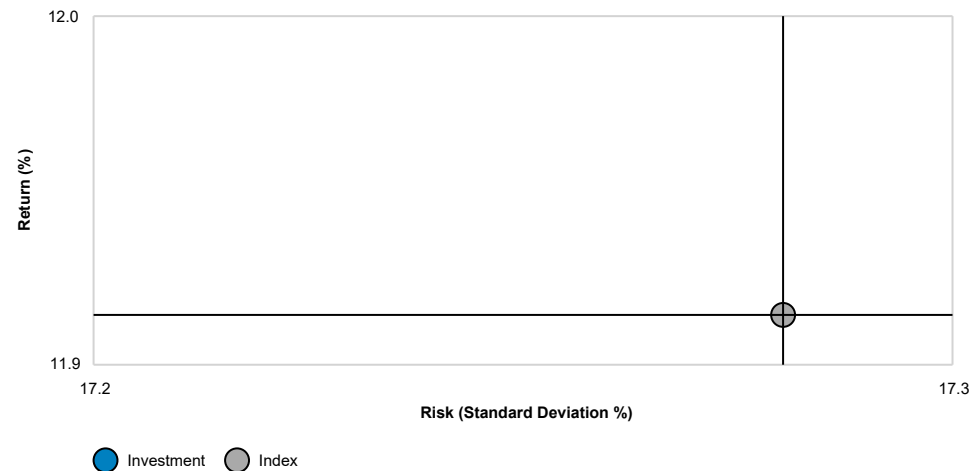 12.0
Return (%)
11.9
17.2
17.3
Risk (Standard Deviation %)
Investment
Index